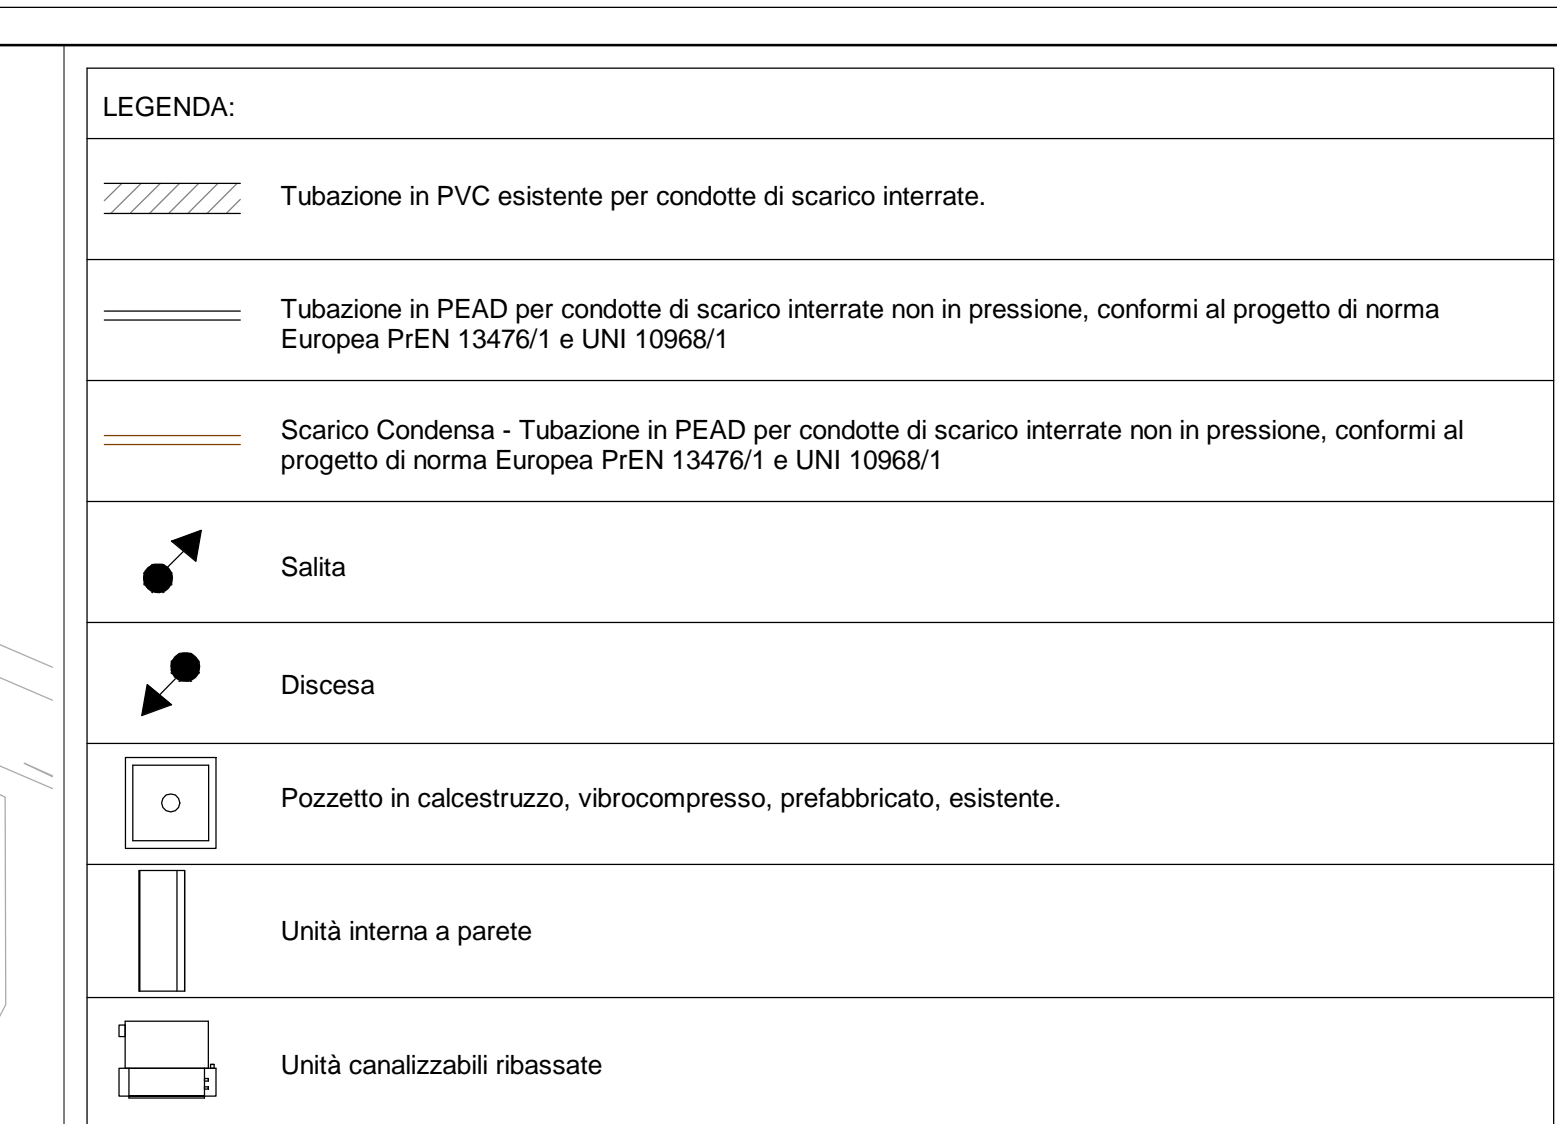 LEGENDA:
Tubazione in PVC esistente per condotte di scarico interrate.
Tubazione in PEAD per condotte di scarico interrate non in pressione, conformi al progetto di norma
Europea PrEN 13476/1 e UNI 10968/1
Scarico Condensa - Tubazione in PEAD per condotte di scarico interrate non in pressione, conformi al
progetto di norma Europea PrEN 13476/1 e UNI 10968/1
Salita
Discesa
Pozzetto in calcestruzzo, vibrocompresso, prefabbricato, esistente.
Unità interna a parete
Unità canalizzabili ribassate